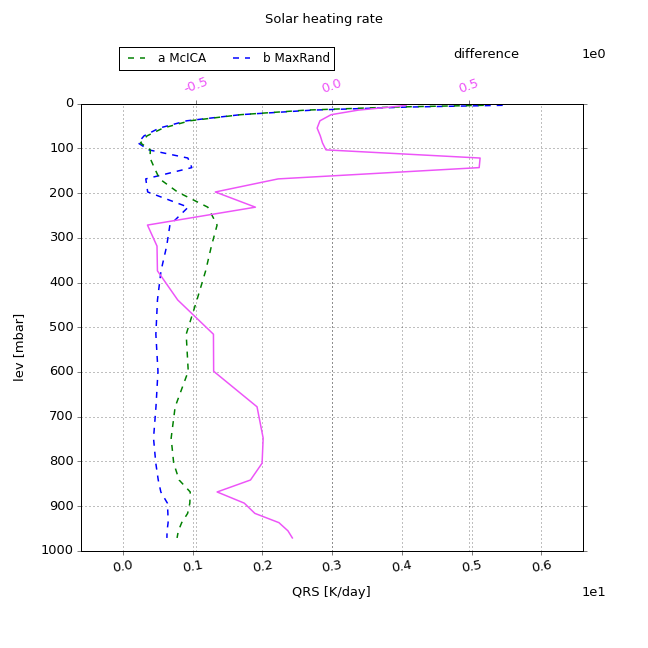 Solar heating rate
a McICA b MaxRand difference 1e0
-0.5 0.0 0.5
0
100
200
300
400
500
600
700
800
900
1000
lev [mbar]
0.0 0.1 0.2 0.3 0.4 0.5 0.6
QRS [K/day] 1e1